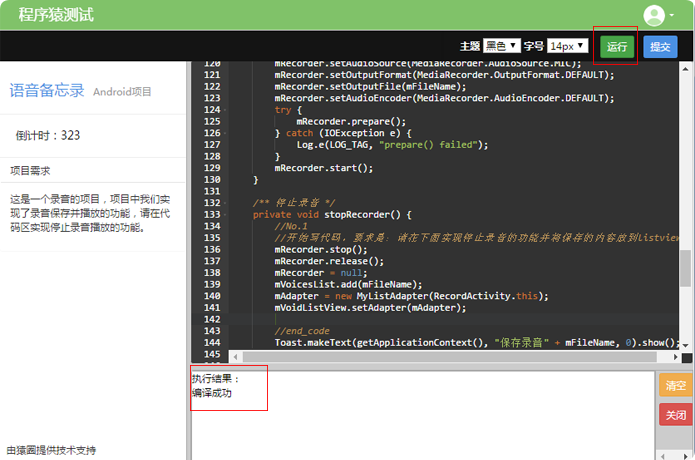 程序猿测试
主题 黑色 字号 14px 运行 提交
语音备忘录 Android项目
倒计时：323
项目需求
这是一个录音的项目，项目中我们实
现了录音保存并播放的功能，请在代
码区实现停止录音播放的功能。
由猿圈提供技术支持
120 mRecorder.setAudioSource(MediaRecorder.AudioSource.MIC);
121 mRecorder.setOutputFormat(MediaRecorder.OutputFormat.DEFAULT);
122 mRecorder.setOutputFile(mFileName);
123 mRecorder.setAudioEncoder(MediaRecorder.AudioEncoder.DEFAULT);
124 try {
125 mRecorder.prepare();
126 } catch (IOException e) {
127 Log.e(LOG_TAG, "prepare() failed");
128 }
129 mRecorder.start();
130 }
131
132 /** 停止录音 */
133 private void stopRecorder() {
134 //No.1
135 //开始写代码，要求是：请在下面实现停止录音的功能并将保存的内容放到listview
136 mRecorder.stop();
137 mRecorder.release();
138 mRecorder = null;
139 mVoicesList.add(mFileName);
140 mAdapter = new MyListAdapter(RecordActivity.this);
141 mVoidListView.setAdapter(mAdapter);
142
143 //end_code
144 Toast.makeText(getApplicationContext(), "保存录音" + mFileName, 0).show();
145
执行结果：
编译成功
清空
关闭